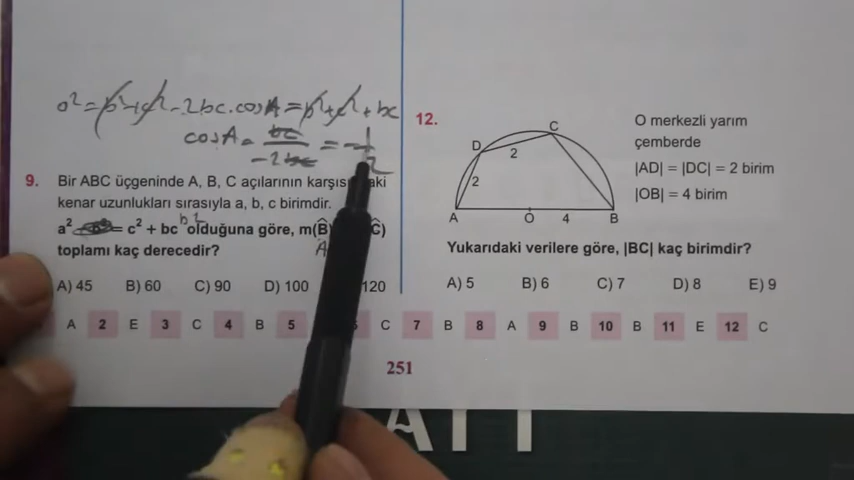 a² = b² + c² - 2bc.cosA = b² + c² + bc
cosA = bc / -2bc = - 1/2
9. Bir ABC üçgeninde A, B, C açılarının karşısındaki
kenar uzunlukları sırasıyla a, b, c birimdir.
a² = c² + bc b² olduğuna göre, m(B) C)
A
toplamı kaç derecedir?
A) 45 B) 60 C) 90 D) 100 120
12.
C
D
2
2
A O 4 B
O merkezli yarım
çemberde
|AD| = |DC| = 2 birim
|OB| = 4 birim
Yukarıdaki verilere göre, |BC| kaç birimdir?
A) 5 B) 6 C) 7 D) 8 E) 9
A 2 E 3 C 4 B 5 C 7 B 8 A 9 B 10 B 11 E 12 C
251